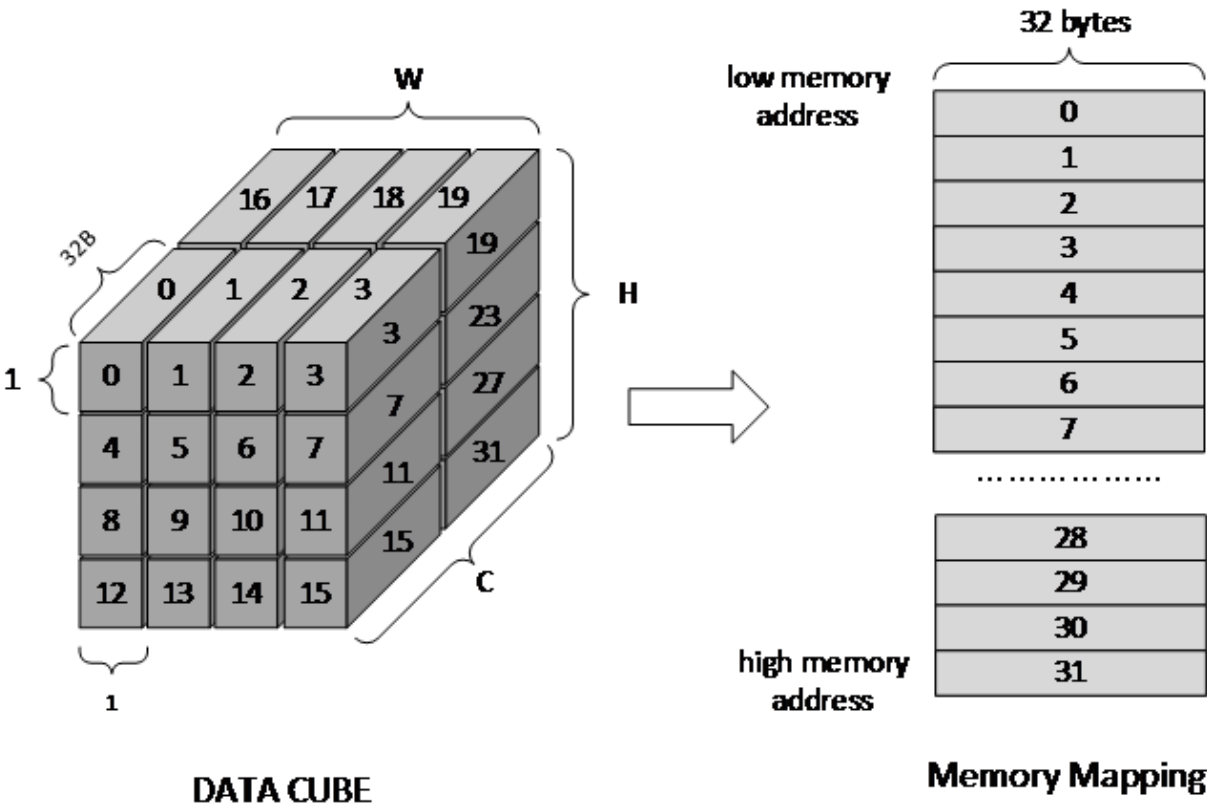 32 bytes
low memory
address
W
16 17 18 19
19
32B
0 1 2 3
3
H
23
1
0 1 2 3
7
27
4 5 6 7
31
11
8 9 10 11
15
C
12 13 14 15
1
0
1
2
3
4
5
6
7
………………
28
29
30
31
high memory
address
DATA CUBE
Memory Mapping